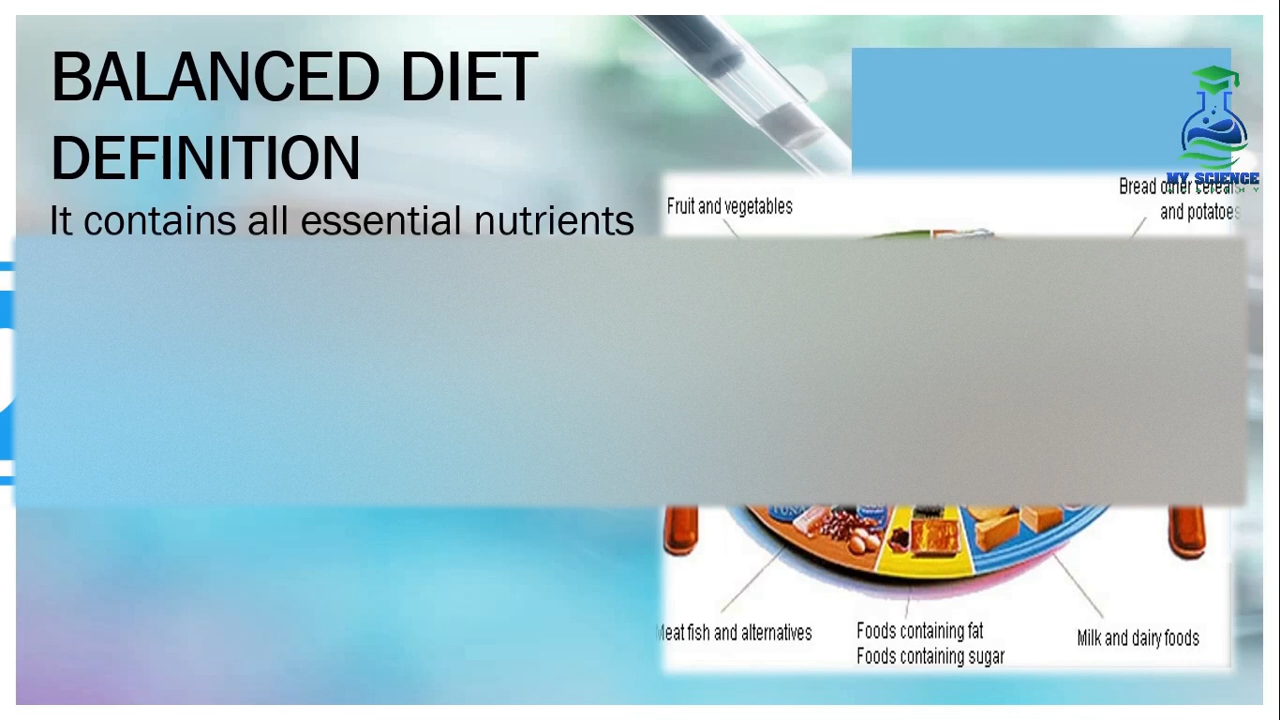 BALANCED DIET
DEFINITION
It contains all essential nutrients
Fruit and vegetables
Bread other cereals
and potatoes
MY SCIENCE
TUNA
Meat fish and alternatives
Foods containing fat
Foods containing sugar
Milk and dairy foods